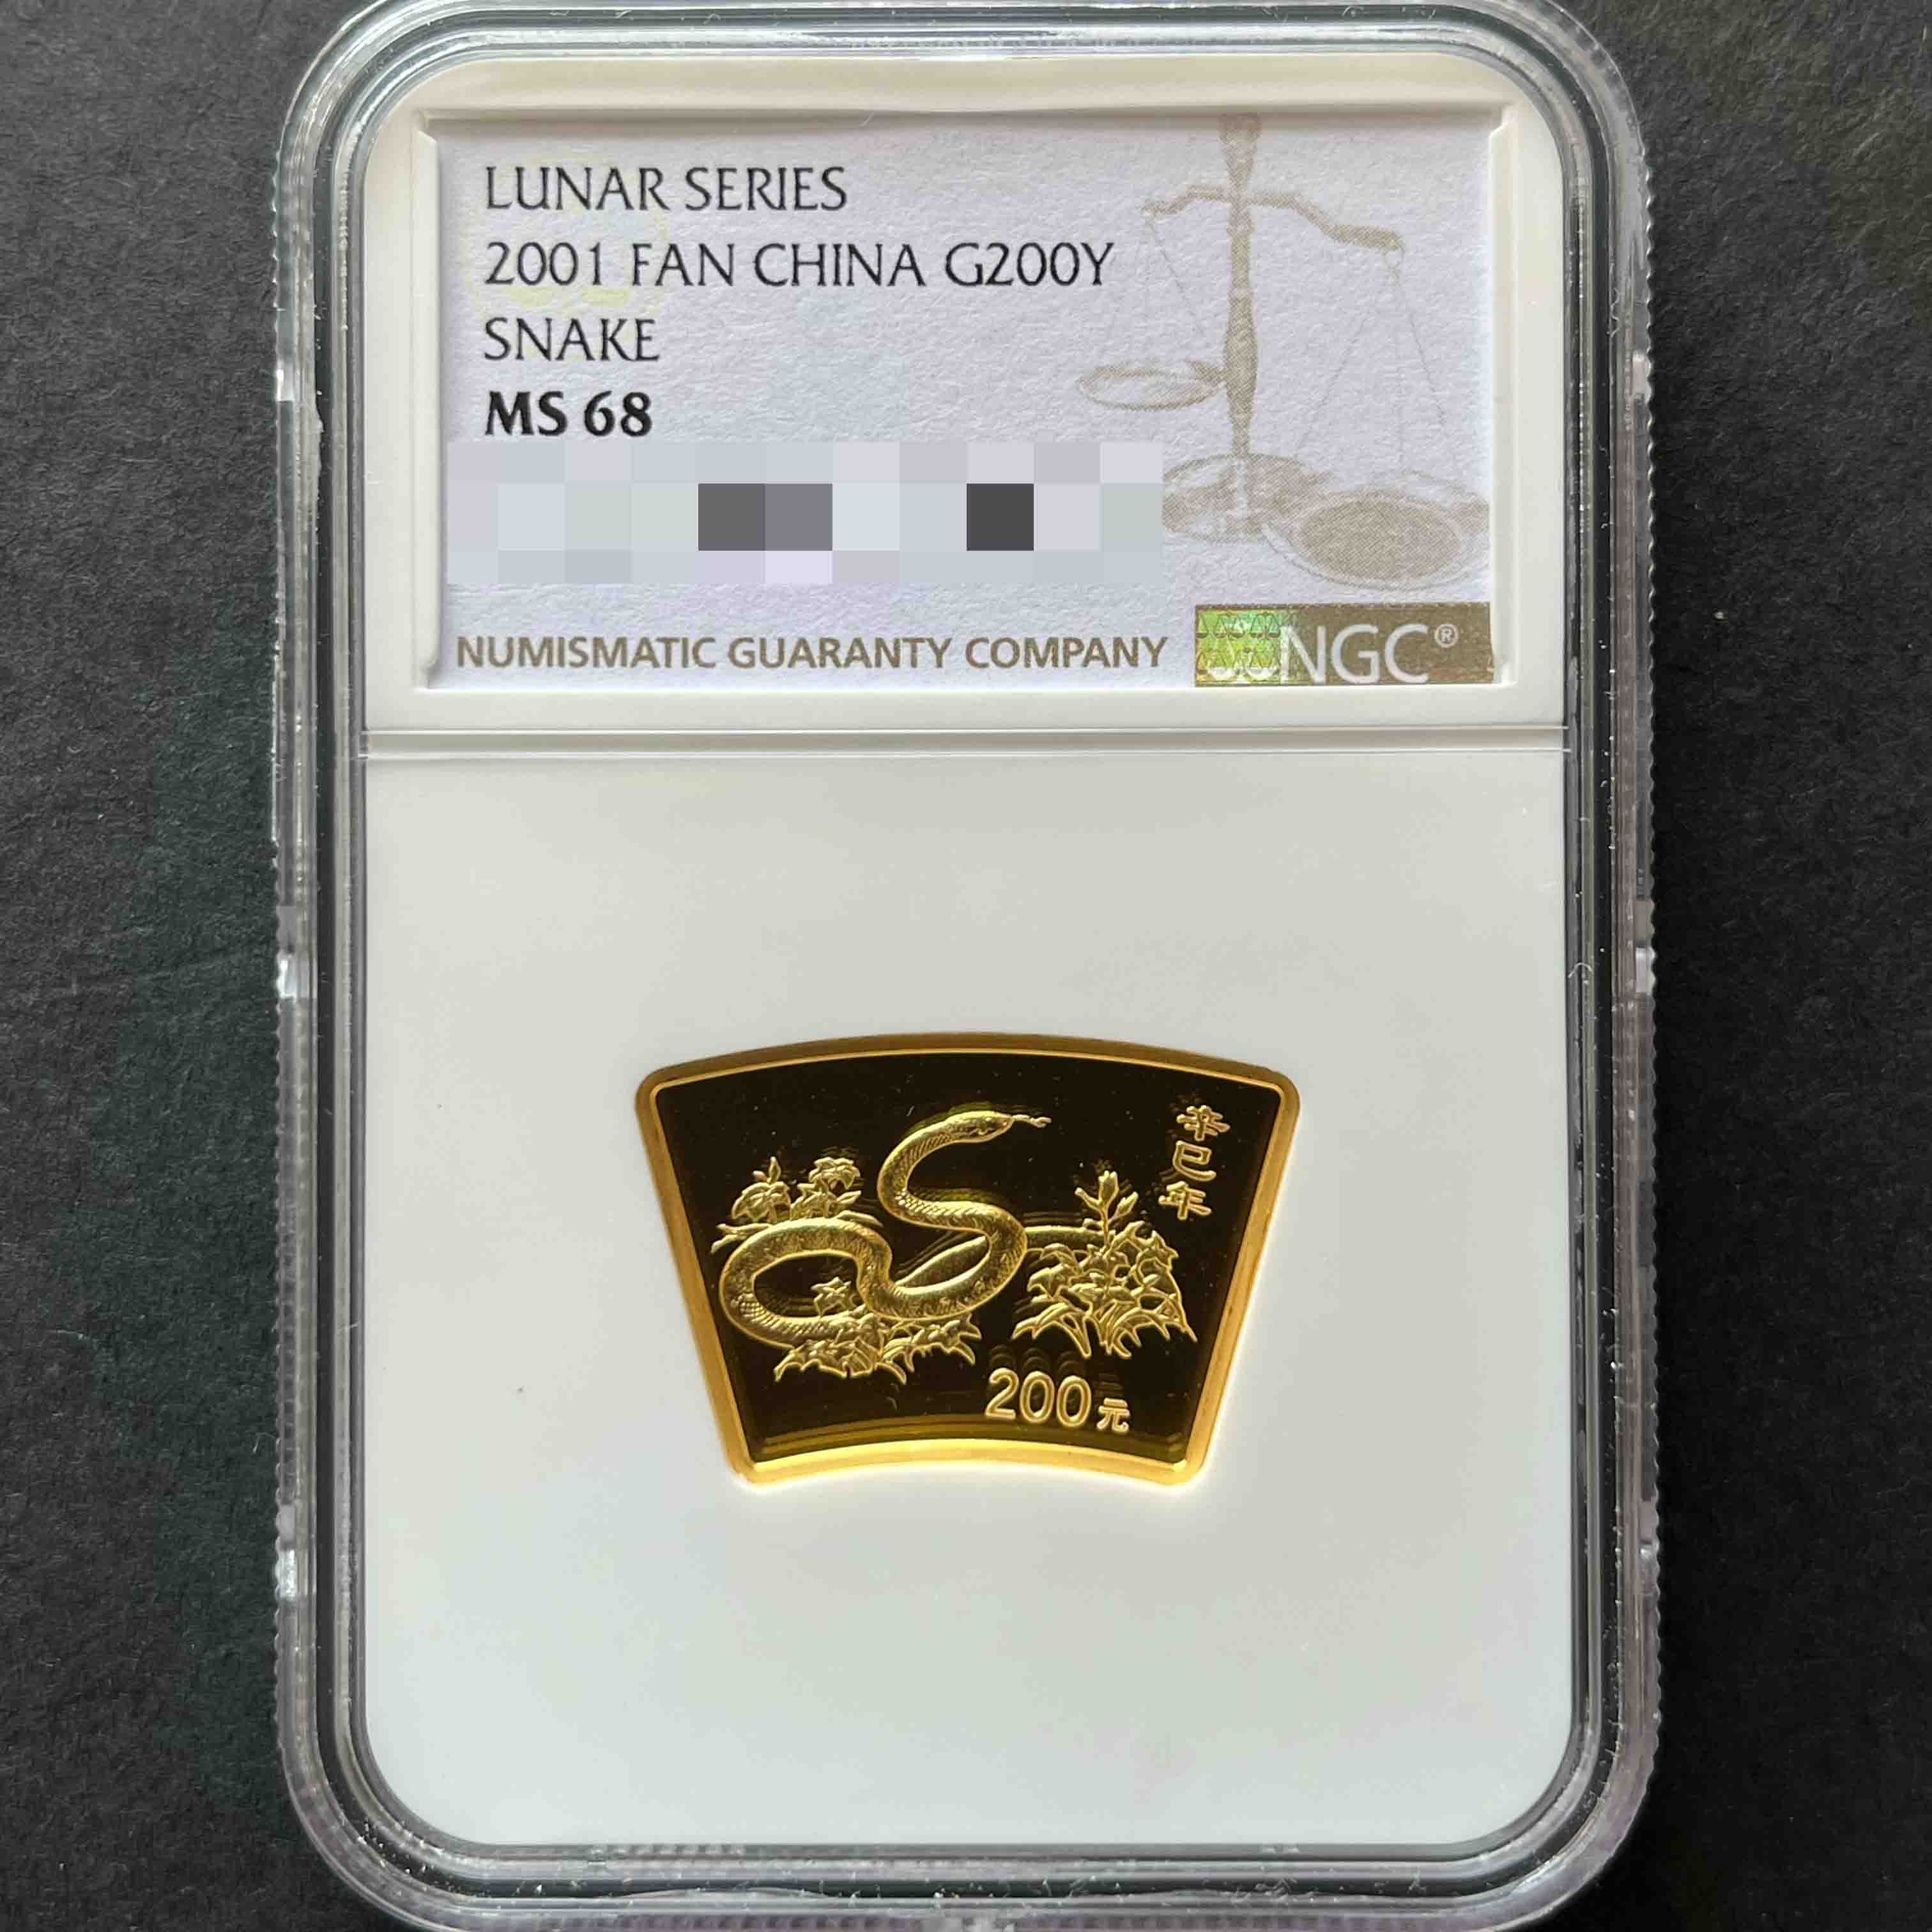 LUNAR SERIES
2001 FAN CHINA G200Y
SNAKE
MS 68
NUMISMATIC GUARANTY COMPANY
NGC®
辛巳年
200元